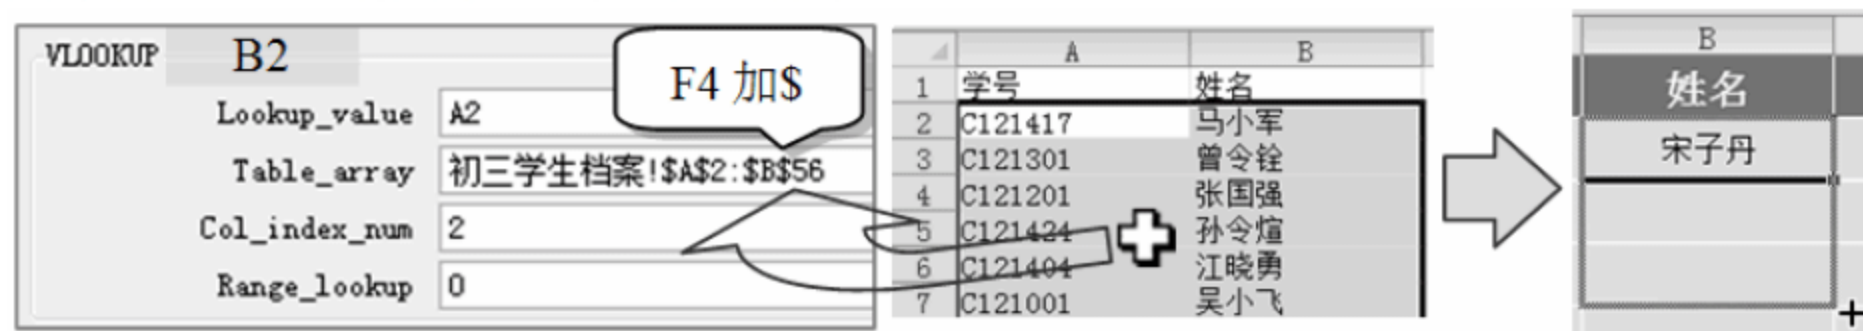 VLOOKUP B2
F4 加$
Lookup_value A2
Table_array 初三学生档案!$A$2:$B$56
Col_index_num 2
Range_lookup 0
A B
1 学号 姓名
2 C121417 马小军
3 C121301 曾令铨
4 C121201 张国强
5 C121424 孙令煊
6 C121404 江晓勇
7 C121001 吴小飞
B
姓名
宋子丹